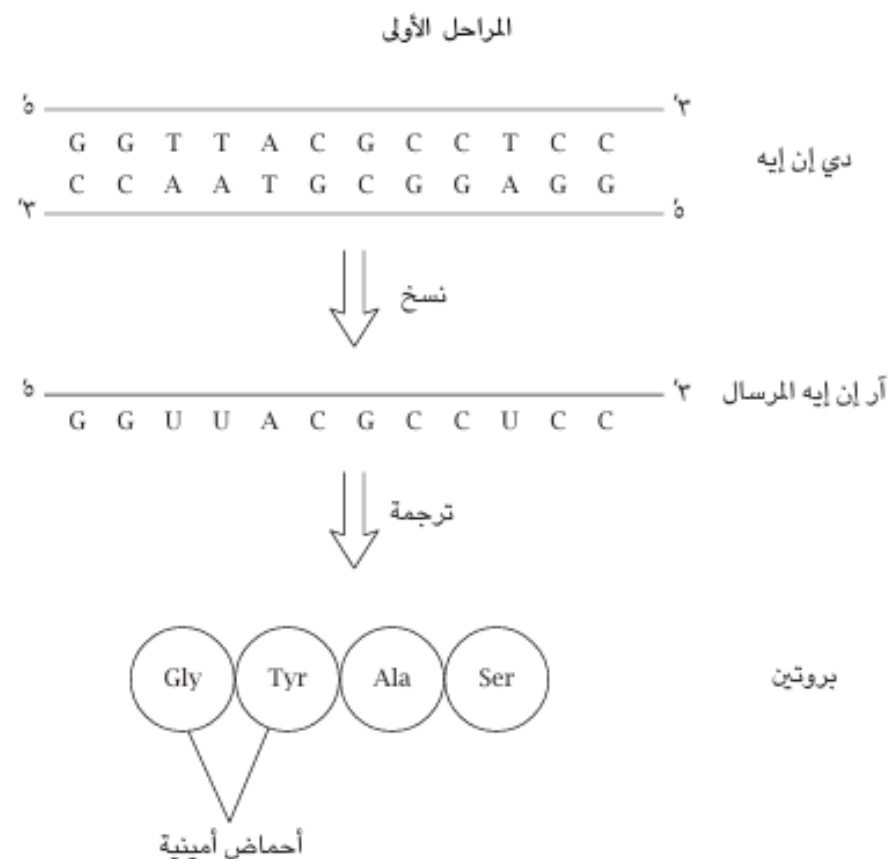 المراحل الأولى
٥' ٣'
G G T T A C G C C T C C
دي إن إيه
C C A A T G C G G A G G
٣' ٥'
نسخ
٥' ٣' آر إن إيه المرسال
G G U U A C G C C U C C
ترجمة
Gly Tyr Ala Ser
بروتين
أحماض أمينية